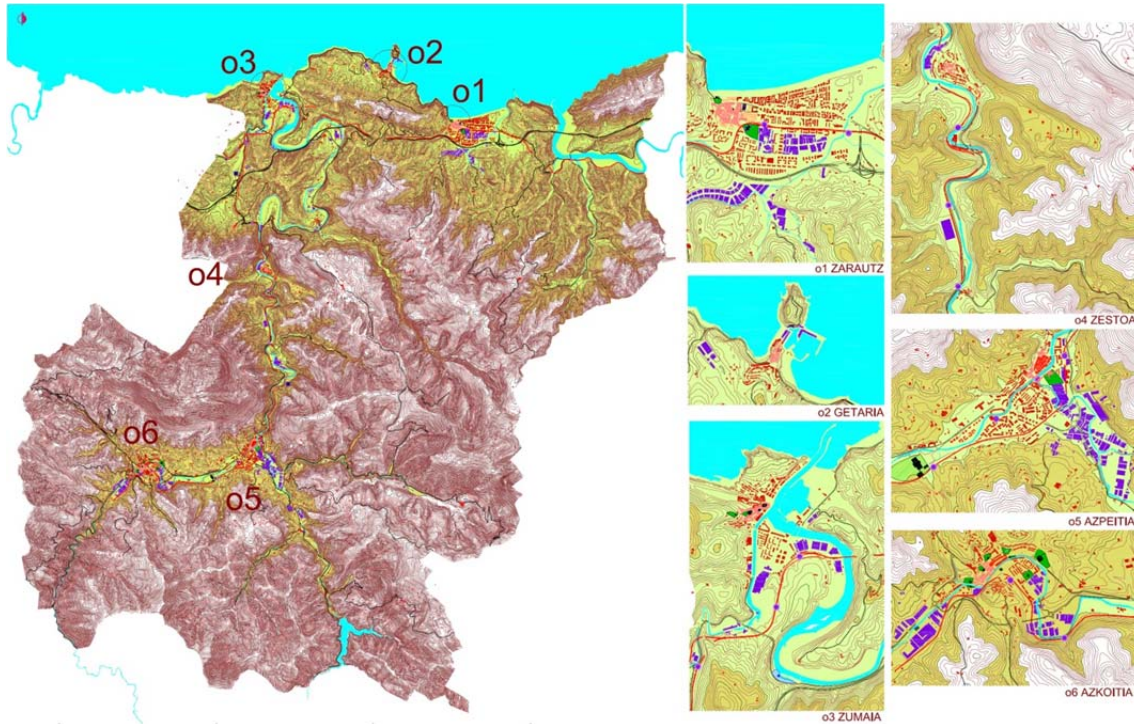 o3
o2
o1
o4
o6
o5
o1 ZARAUTZ
o2 GETARIA
o3 ZUMAIA
o4 ZESTOA
o5 AZPEITIA
o6 AZKOITIA